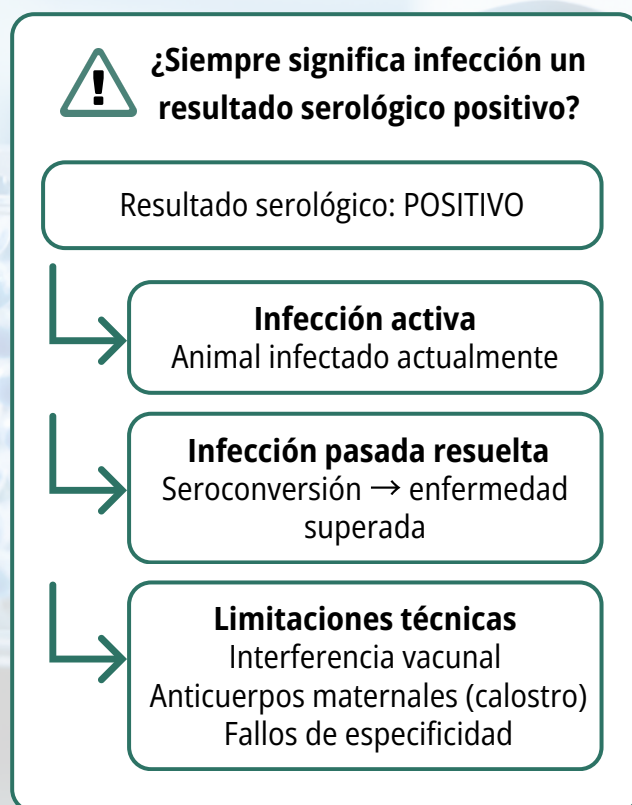 ¿Siempre significa infección un
resultado serológico positivo?
Resultado serológico: POSITIVO
Infección activa
Animal infectado actualmente
Infección pasada resuelta
Seroconversión → enfermedad
superada
Limitaciones técnicas
Interferencia vacunal
Anticuerpos maternales (calostro)
Fallos de especificidad